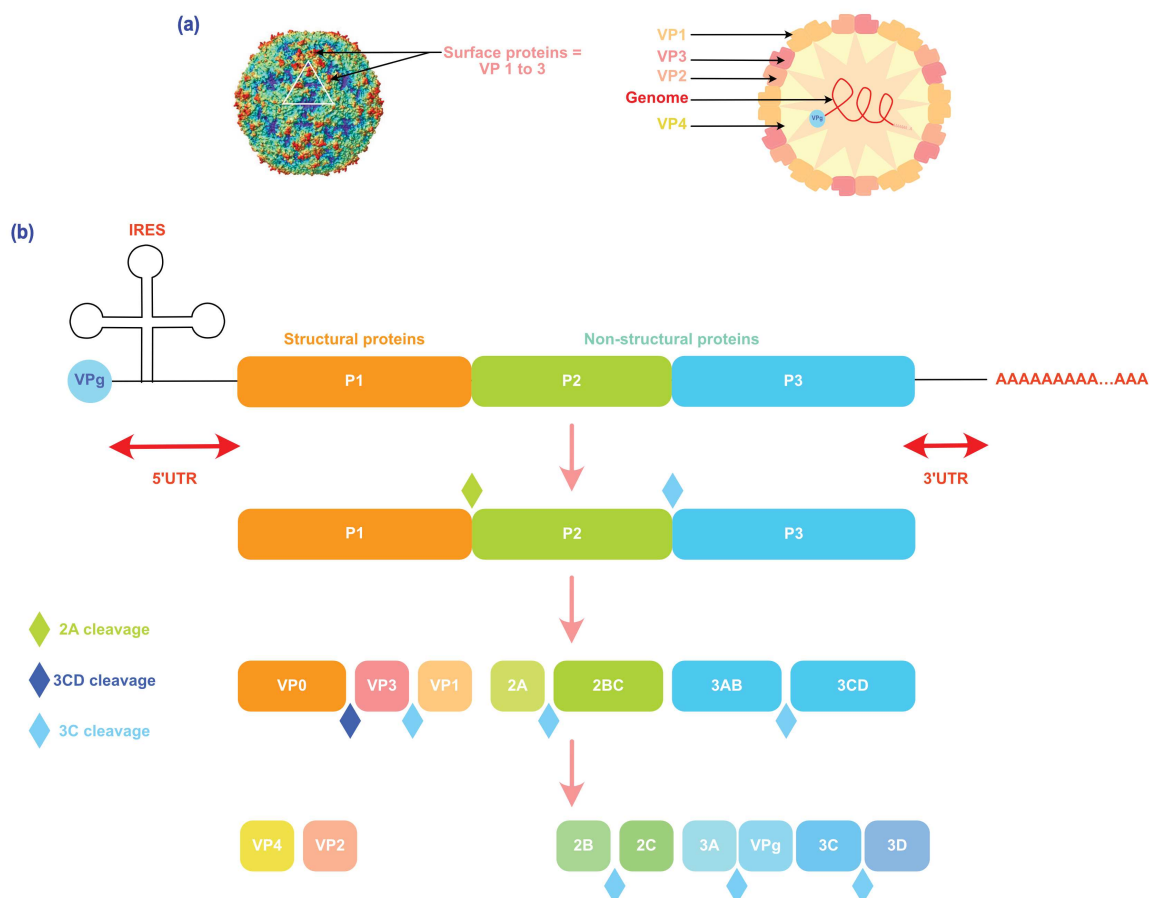 (a)
Surface proteins =
VP 1 to 3
VP1
VP3
VP2
Genome
VP4
VPg
(b)
IRES
Structural proteins
Non-structural proteins
VPg
P1
P2
P3
AAAAAAAAA...AAA
5'UTR
3'UTR
P1
P2
P3
2A cleavage
3CD cleavage
3C cleavage
VP0
VP3
VP1
2A
2BC
3AB
3CD
VP4
VP2
2B
2C
3A
VPg
3C
3D